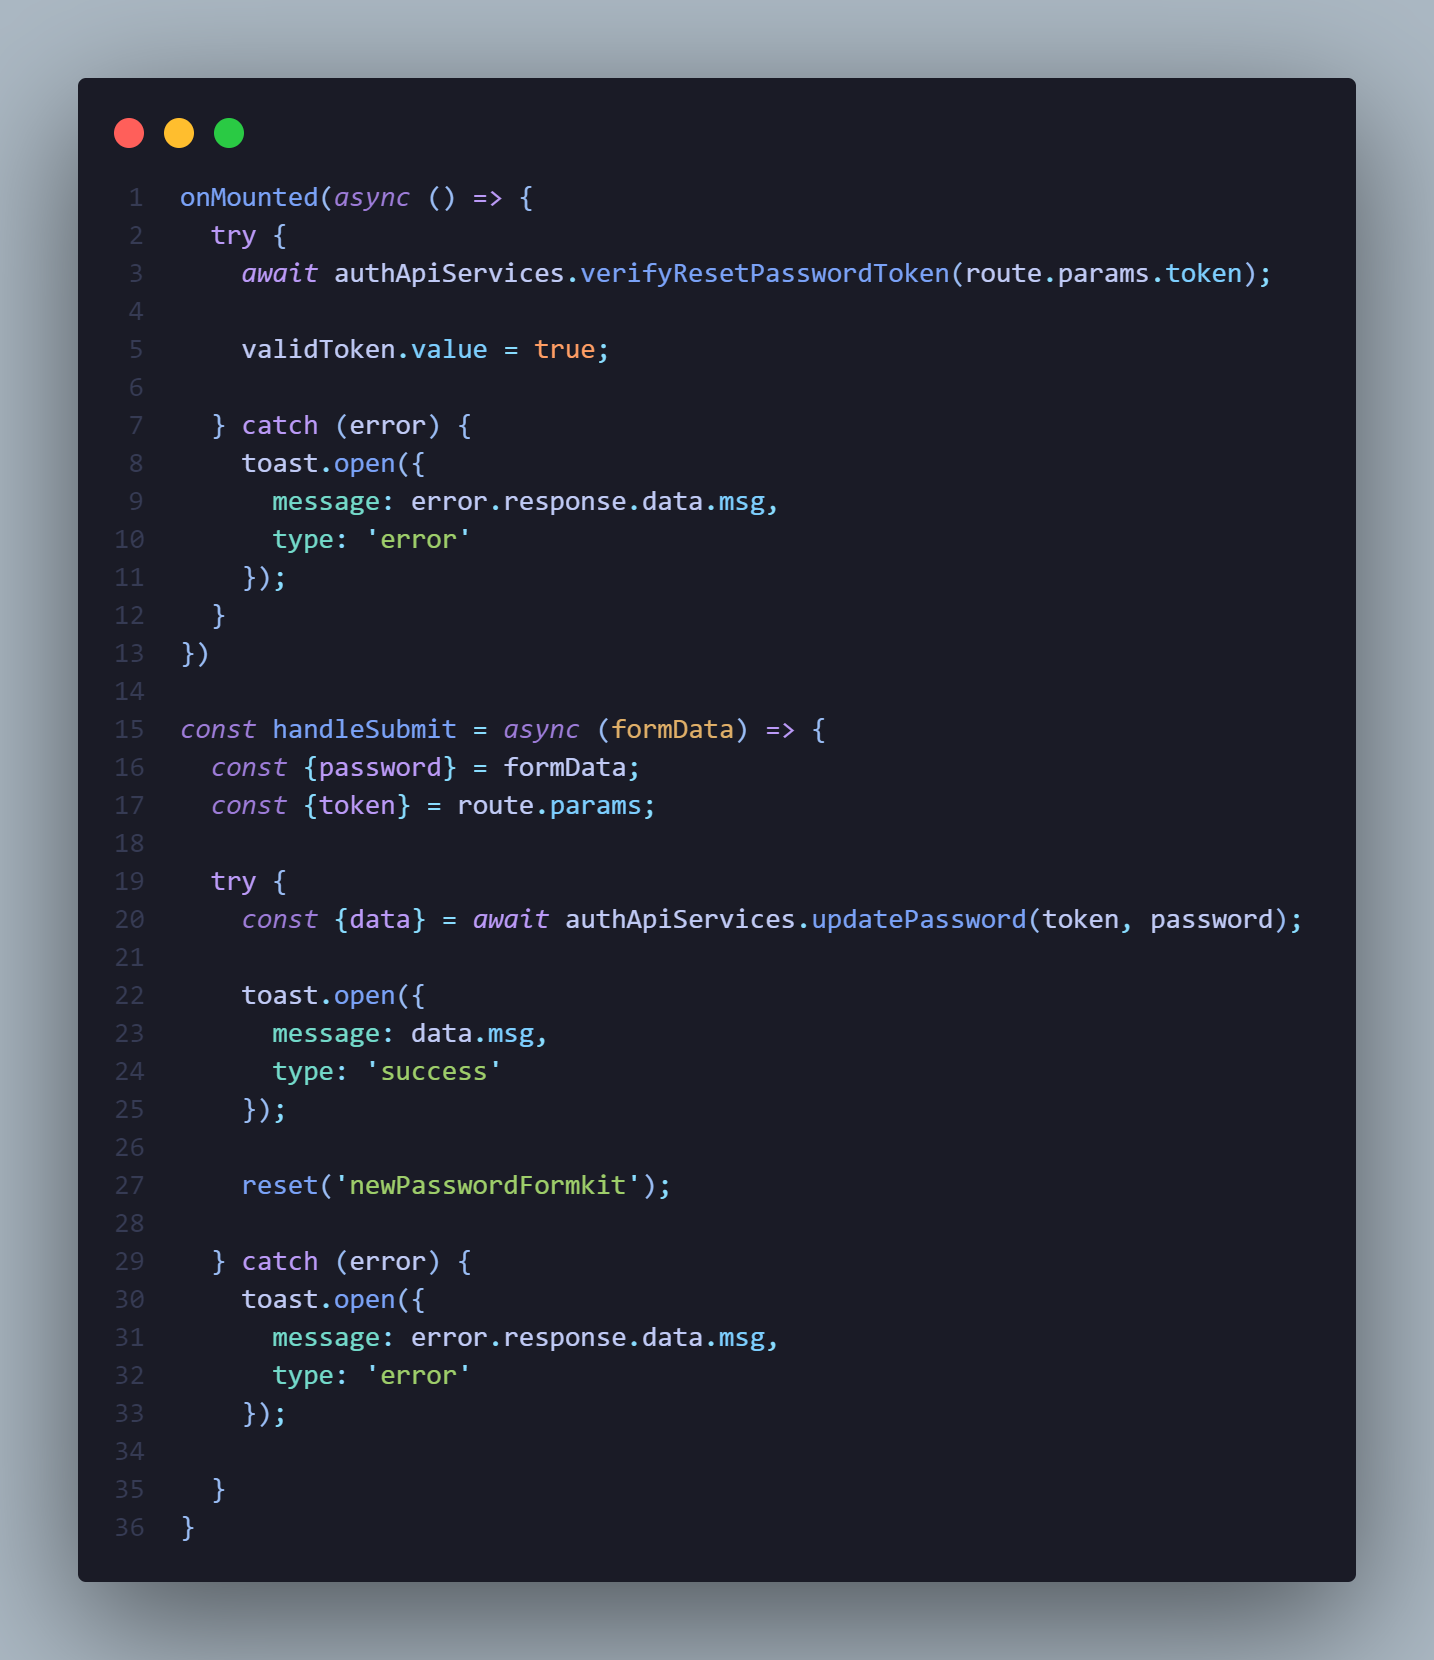 1 onMounted(async () => {
2 try {
3 await authApiServices.verifyResetPasswordToken(route.params.token);
4
5 validToken.value = true;
6
7 } catch (error) {
8 toast.open({
9 message: error.response.data.msg,
10 type: 'error'
11 });
12 }
13 })
14
15 const handleSubmit = async (formData) => {
16 const {password} = formData;
17 const {token} = route.params;
18
19 try {
20 const {data} = await authApiServices.updatePassword(token, password);
21
22 toast.open({
23 message: data.msg,
24 type: 'success'
25 });
26
27 reset('newPasswordFormkit');
28
29 } catch (error) {
30 toast.open({
31 message: error.response.data.msg,
32 type: 'error'
33 });
34
35 }
36 }